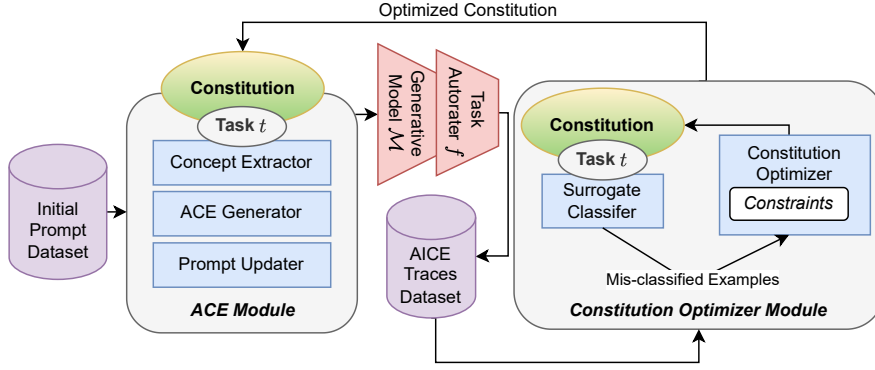 Optimized Constitution
Constitution
Task t
Concept Extractor
ACE Generator
Prompt Updater
ACE Module
Initial
Prompt
Dataset
Generative
Model M
Task
Autorater f
AICE
Traces
Dataset
Constitution
Task t
Surrogate
Classifer
Constitution
Optimizer
Constraints
Mis-classified Examples
Constitution Optimizer Module